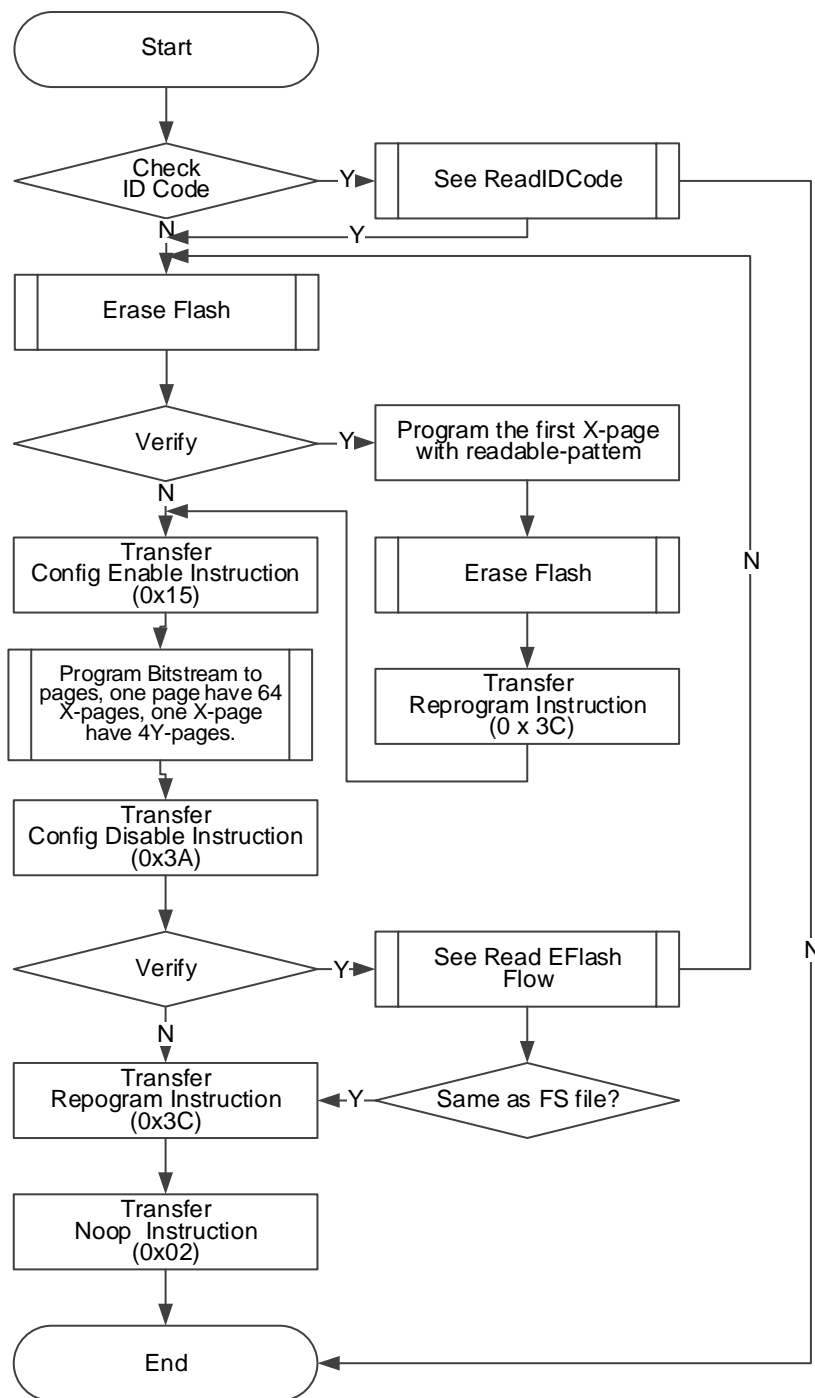 Start
Check
ID Code
Y
See ReadIDCode
N
Y
Erase Flash
Verify
Y
Program the first X-page
with readable-pattem
N
Transfer
Config Enable Instruction
(0x15)
Erase Flash
N
Program Bitstream to
pages, one page have 64
X-pages, one X-page
have 4Y-pages.
Transfer
Reprogram Instruction
(0 x 3C)
Transfer
Config Disable Instruction
(0x3A)
Verify
Y
See Read EFlash
Flow
N
N
Transfer
Repogram Instruction
(0x3C)
Y
Same as FS file?
Transfer
Noop Instruction
(0x02)
End